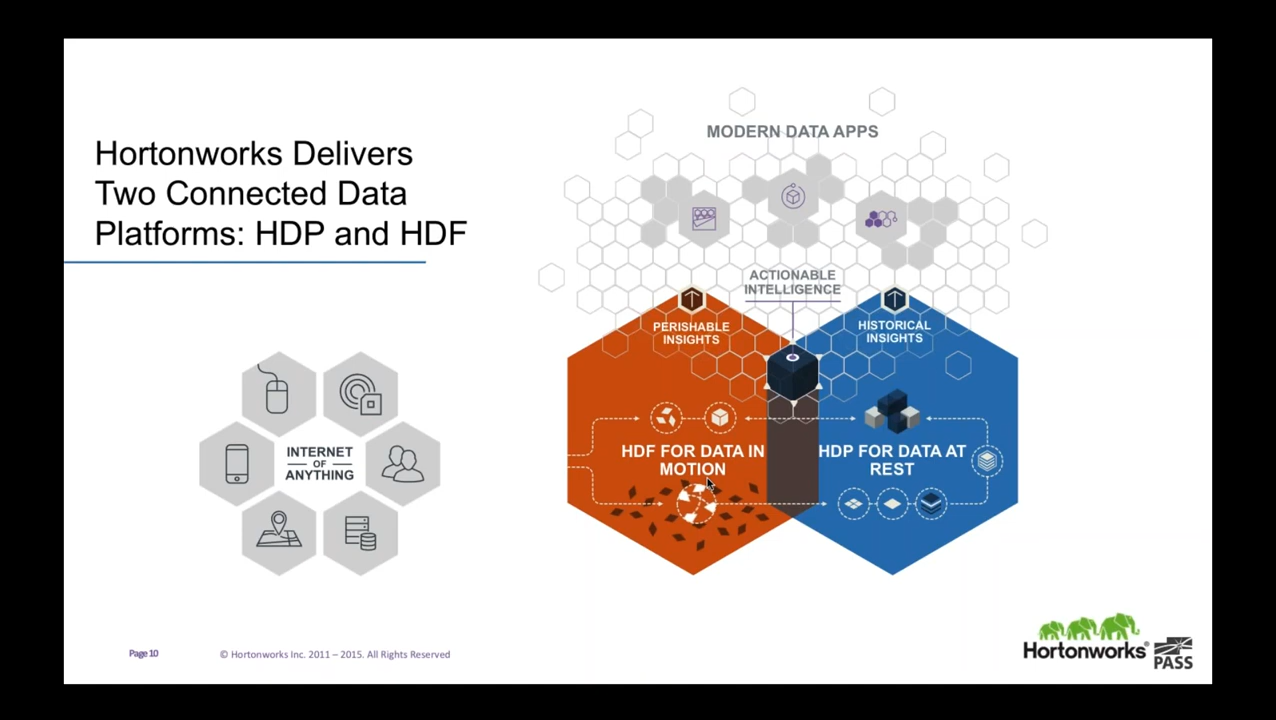 Hortonworks Delivers
Two Connected Data
Platforms: HDP and HDF
MODERN DATA APPS
ACTIONABLE
INTELLIGENCE
PERISHABLE
INSIGHTS
HISTORICAL
INSIGHTS
HDF FOR DATA IN
MOTION
HDP FOR DATA AT
REST
INTERNET
OF
ANYTHING
Page 10
© Hortonworks Inc. 2011 – 2015. All Rights Reserved
Hortonworks®
PASS